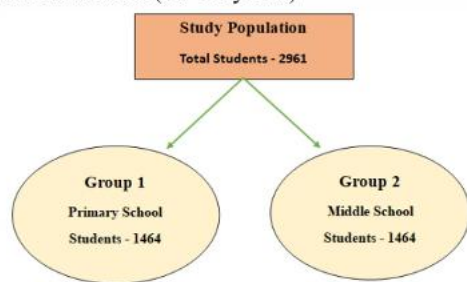 Study Population
Total Students - 2961
Group 1
Primary School
Students - 1464
Group 2
Middle School
Students - 1464